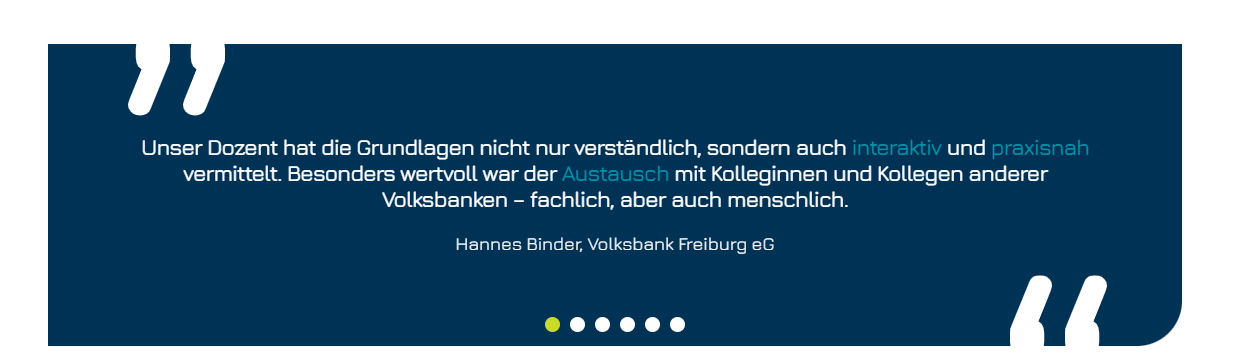 Unser Dozent hat die Grundlagen nicht nur verständlich, sondern auch interaktiv und praxisnah
vermittelt. Besonders wertvoll war der Austausch mit Kolleginnen und Kollegen anderer
Volksbanken – fachlich, aber auch menschlich.
Hannes Binder, Volksbank Freiburg eG